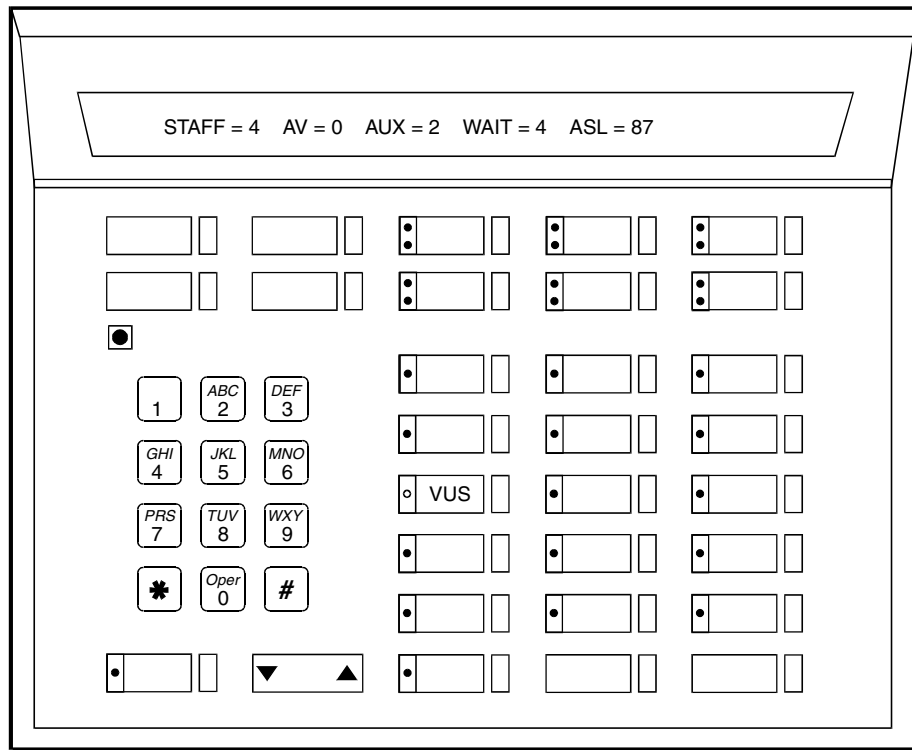 STAFF = 4 AV = 0 AUX = 2 WAIT = 4 ASL = 87
1
ABC
2
DEF
3
GHI
4
JKL
5
MNO
6
VUS
PRS
7
TUV
8
WXY
9
*
Oper
0
#